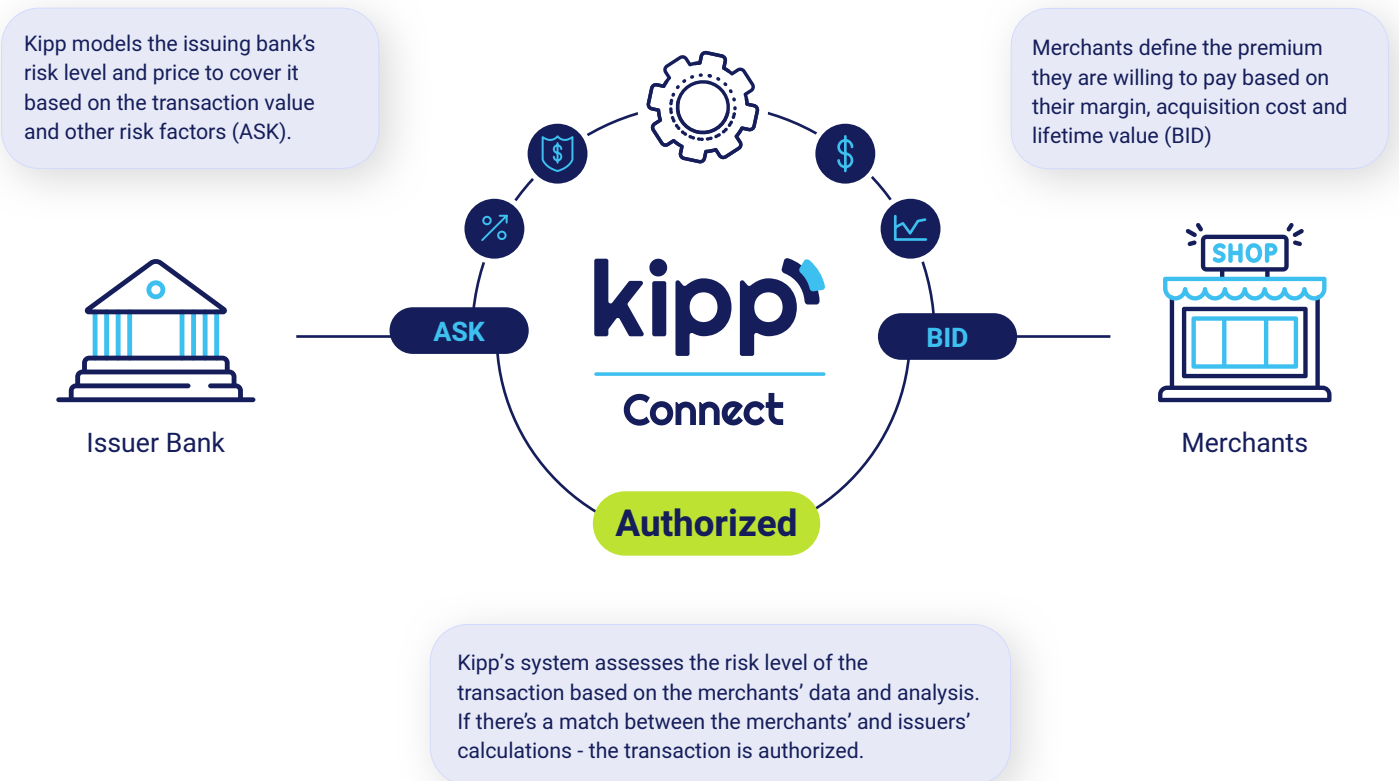 Kipp models the issuing bank’s
risk level and price to cover it
based on the transaction value
and other risk factors (ASK).
Merchants define the premium
they are willing to pay based on
their margin, acquisition cost and
lifetime value (BID)
SHOP
kipp
Connect
ASK
BID
Issuer Bank
Merchants
Authorized
Kipp’s system assesses the risk level of the
transaction based on the merchants’ data and analysis.
If there’s a match between the merchants’ and issuers’
calculations - the transaction is authorized.